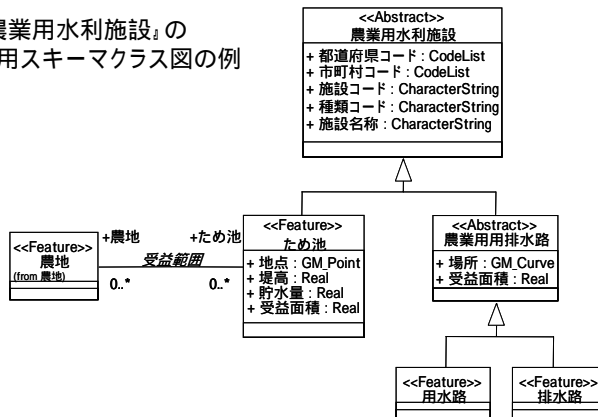 農業用水利施設』の
用スキーマクラス図の例
<<Abstract>>
農業用水利施設
+ 都道府県コード : CodeList
+ 市町村コード : CodeList
+ 施設コード : CharacterString
+ 種類コード : CharacterString
+ 施設名称 : CharacterString
<<Feature>>
農地
(from 農地)
+農地
+ため池
受益範囲
0..*
0..*
<<Feature>>
ため池
+ 地点 : GM_Point
+ 堤高 : Real
+ 貯水量 : Real
+ 受益面積 : Real
<<Abstract>>
農業用用排水路
+ 場所 : GM_Curve
+ 受益面積 : Real
<<Feature>>
用水路
<<Feature>>
排水路